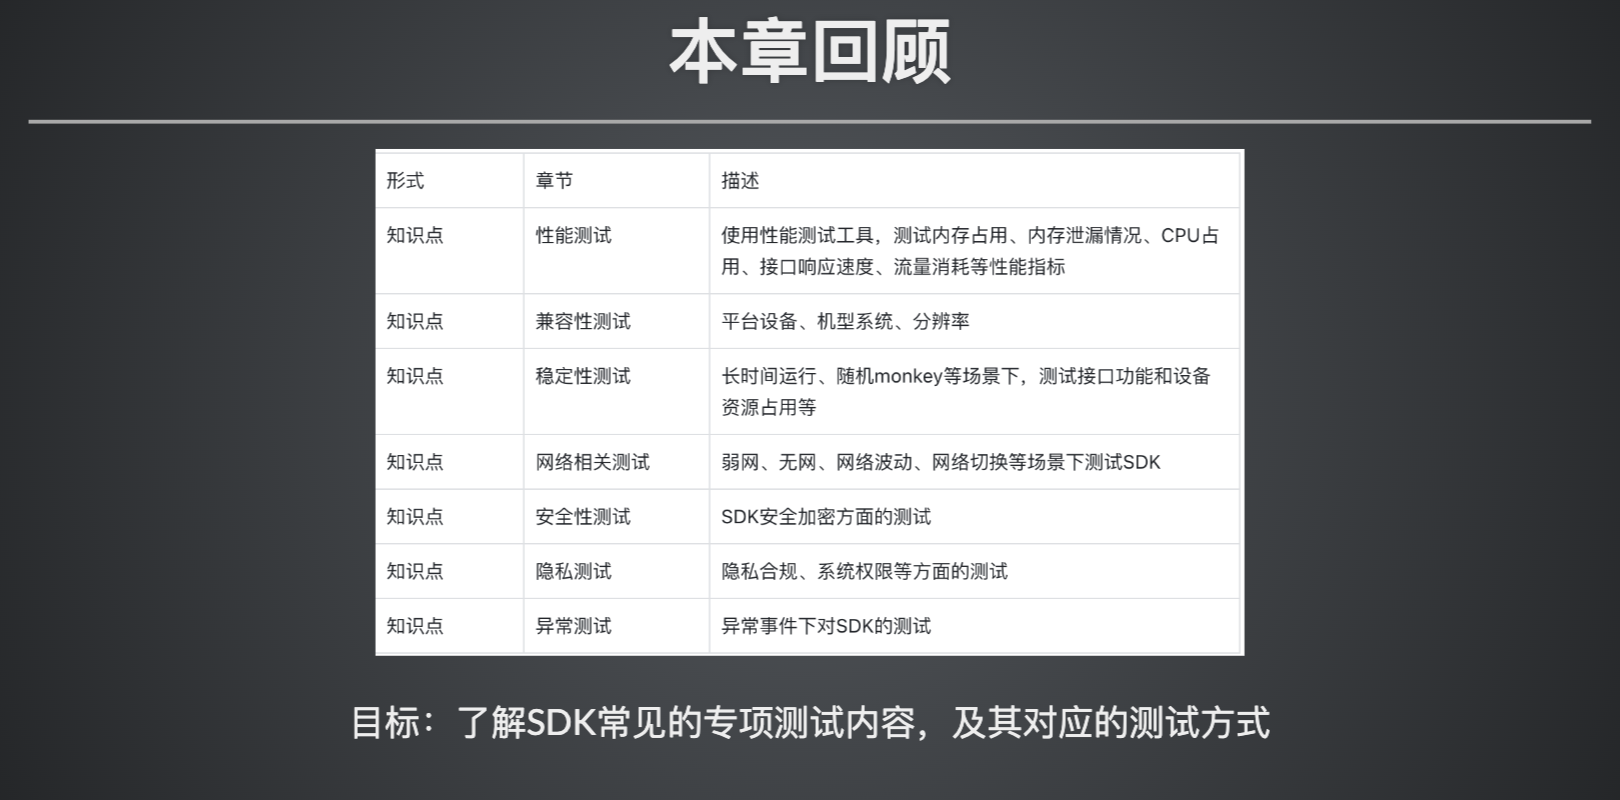 本章回顾
形式 章节 描述
知识点 性能测试 使用性能测试工具，测试内存占用、内存泄漏情况、CPU占
用、接口响应速度、流量消耗等性能指标
知识点 兼容性测试 平台设备、机型系统、分辨率
知识点 稳定性测试 长时间运行、随机monkey等场景下，测试接口功能和设备
资源占用等
知识点 网络相关测试 弱网、无网、网络波动、网络切换等场景下测试SDK
知识点 安全性测试 SDK安全加密方面的测试
知识点 隐私测试 隐私合规、系统权限等方面的测试
知识点 异常测试 异常事件下对SDK的测试
目标：了解SDK常见的专项测试内容，及其对应的测试方式